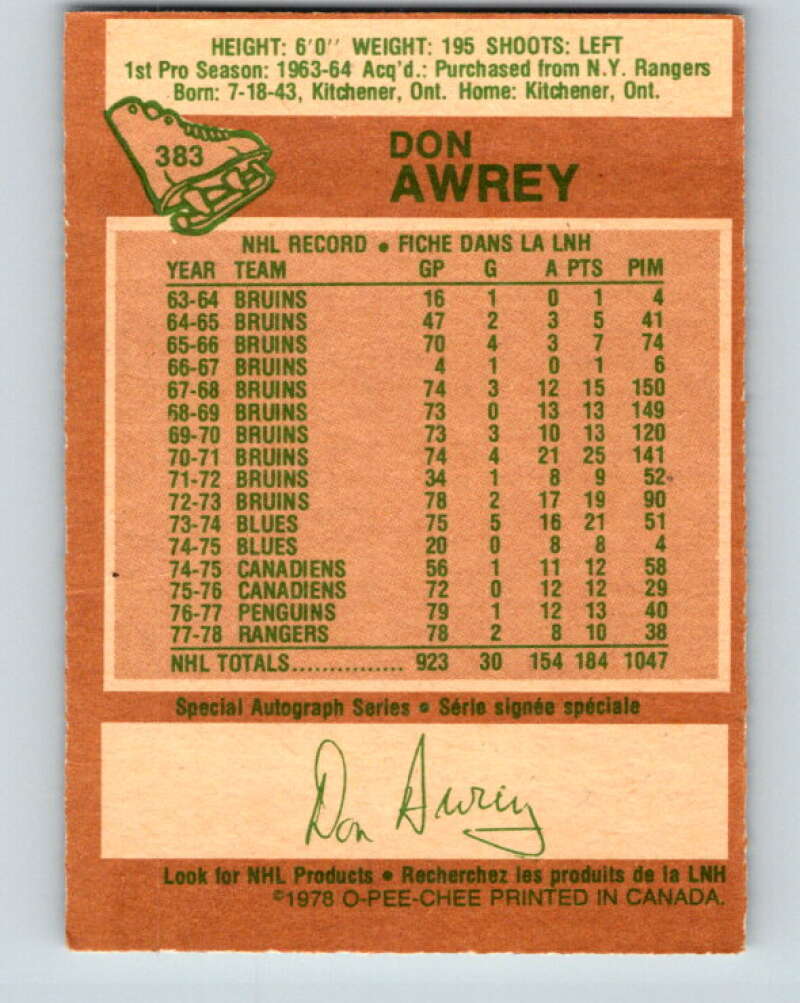 HEIGHT: 6'0'' WEIGHT: 195 SHOOTS: LEFT
1st Pro Season: 1963-64 Acq'd.: Purchased from N.Y. Rangers
Born: 7-18-43, Kitchener, Ont. Home: Kitchener, Ont.
383
DON
AWREY
NHL RECORD • FICHE DANS LA LNH
YEAR TEAM GP G A PTS PIM
63-64 BRUINS 16 1 0 1 4
64-65 BRUINS 47 2 3 5 41
65-66 BRUINS 70 4 3 7 74
66-67 BRUINS 4 1 0 1 6
67-68 BRUINS 74 3 12 15 150
68-69 BRUINS 73 0 13 13 149
69-70 BRUINS 73 3 10 13 120
70-71 BRUINS 74 4 21 25 141
71-72 BRUINS 34 1 8 9 52
72-73 BRUINS 78 2 17 19 90
73-74 BLUES 75 5 16 21 51
74-75 BLUES 20 0 8 8 4
74-75 CANADIENS 56 1 11 12 58
75-76 CANADIENS 72 0 12 12 29
76-77 PENGUINS 79 1 12 13 40
77-78 RANGERS 78 2 8 10 38
NHL TOTALS............... 923 30 154 184 1047
Special Autograph Series • Série signée spéciale
Don Awrey
Look for NHL Products • Recherchez les produits de la LNH
©1978 O-PEE-CHEE PRINTED IN CANADA.